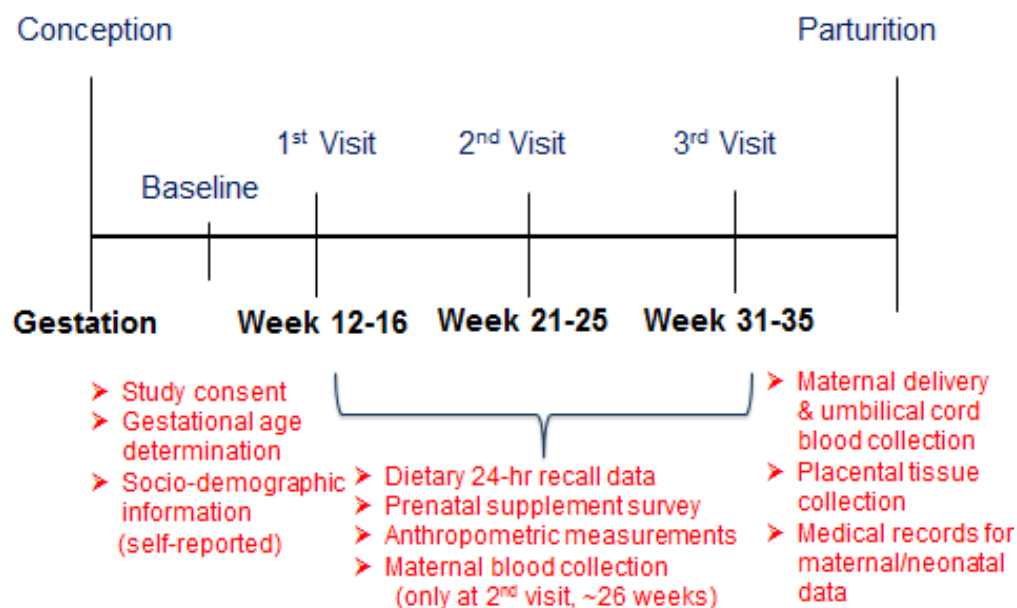 Conception
Parturition
1st Visit
2nd Visit
3rd Visit
Baseline
Gestation
Week 12-16
Week 21-25
Week 31-35
➤ Study consent
➤ Gestational age
determination
➤ Socio-demographic
information
(self-reported)
➤ Dietary 24-hr recall data
➤ Prenatal supplement survey
➤ Anthropometric measurements
➤ Maternal blood collection
(only at 2nd visit, ~26 weeks)
➤ Maternal delivery
& umbilical cord
blood collection
➤ Placental tissue
collection
➤ Medical records for
maternal/neonatal
data